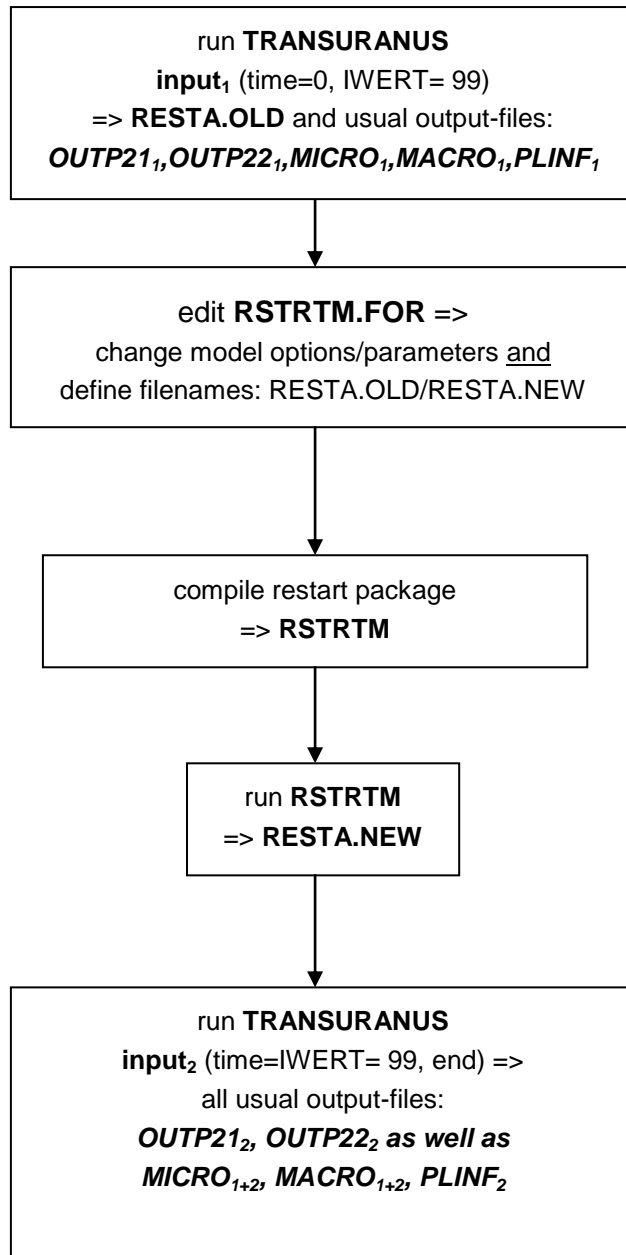 run TRANSURANUS
input₁ (time=0, IWERT= 99)
=> RESTA.OLD and usual output-files:
OUTP21₁,OUTP22₁,MICRO₁,MACRO₁,PLINF₁
edit RSTRTM.FOR =>
change model options/parameters and
define filenames: RESTA.OLD/RESTA.NEW
compile restart package
=> RSTRTM
run RSTRTM
=> RESTA.NEW
run TRANSURANUS
input₂ (time=IWERT= 99, end) =>
all usual output-files:
OUTP21₂, OUTP22₂ as well as
MICRO₁₊₂, MACRO₁₊₂, PLINF₂